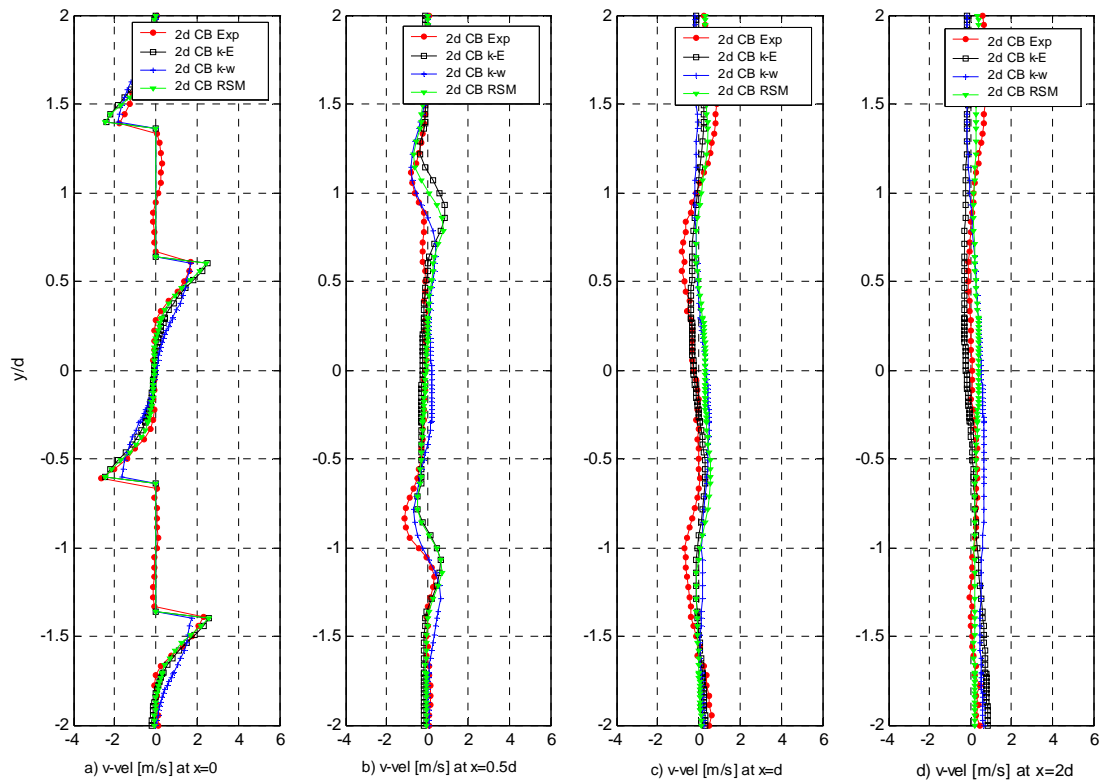 2
1.5
1
0.5
0
-0.5
-1
-1.5
-2
y/d
-4 -2 0 2 4 6
2d CB Exp
2d CB k-E
2d CB k-w
2d CB RSM
a) v-vel [m/s] at x=0
2
1.5
1
0.5
0
-0.5
-1
-1.5
-2
-4 -2 0 2 4 6
2d CB Exp
2d CB k-E
2d CB k-w
2d CB RSM
b) v-vel [m/s] at x=0.5d
2
1.5
1
0.5
0
-0.5
-1
-1.5
-2
-4 -2 0 2 4 6
2d CB Exp
2d CB k-E
2d CB k-w
2d CB RSM
c) v-vel [m/s] at x=d
2
1.5
1
0.5
0
-0.5
-1
-1.5
-2
-4 -2 0 2 4 6
2d CB Exp
2d CB k-E
2d CB k-w
2d CB RSM
d) v-vel [m/s] at x=2d